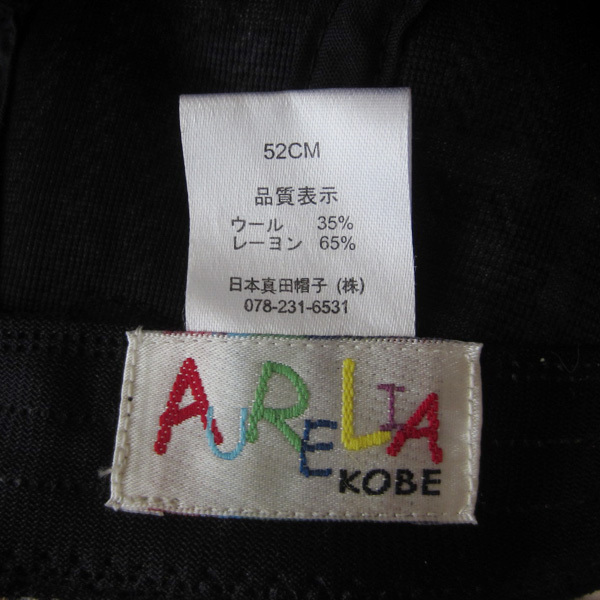 52CM
品質表示
ウール 35%
レーヨン 65%
日本真田帽子 (株)
078-231-6531
AURELIA
KOBE